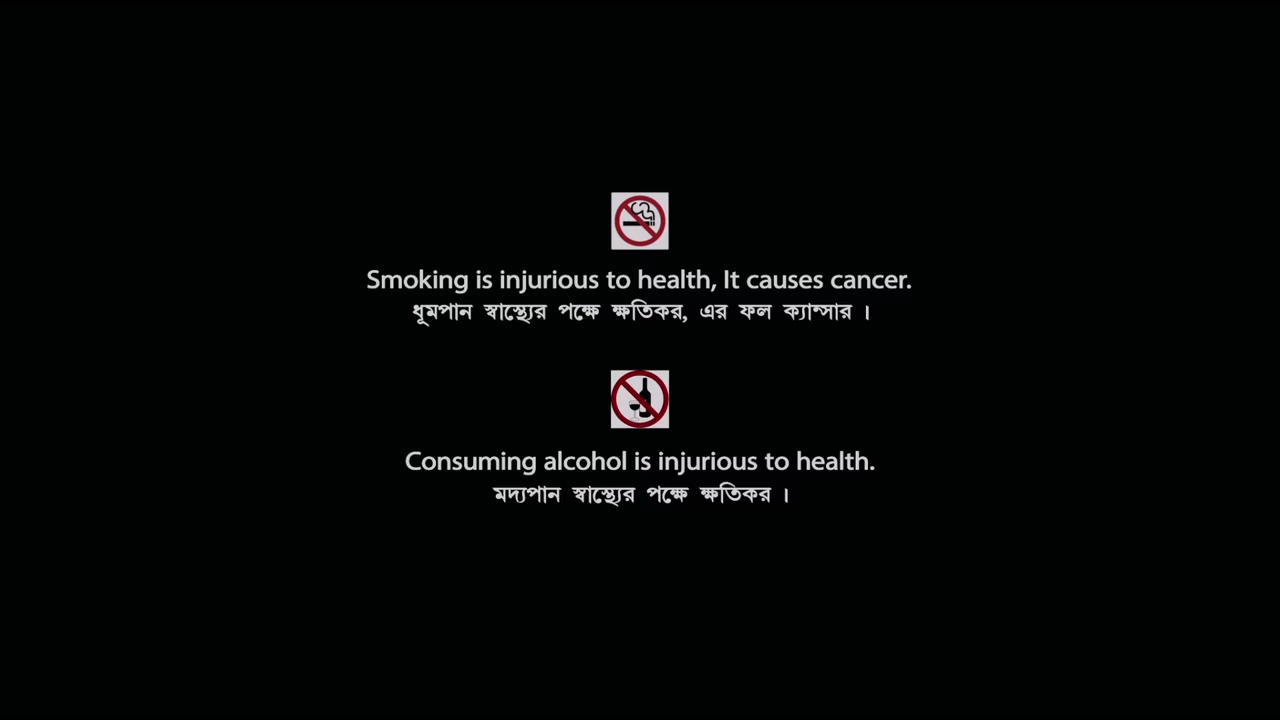 Smoking is injurious to health, It causes cancer.
ধূমপান স্বাস্থ্যের পক্ষে ক্ষতিকর, এর ফল ক্যান্সার ।
Consuming alcohol is injurious to health.
মদ্যপান স্বাস্থ্যের পক্ষে ক্ষতিকর ।